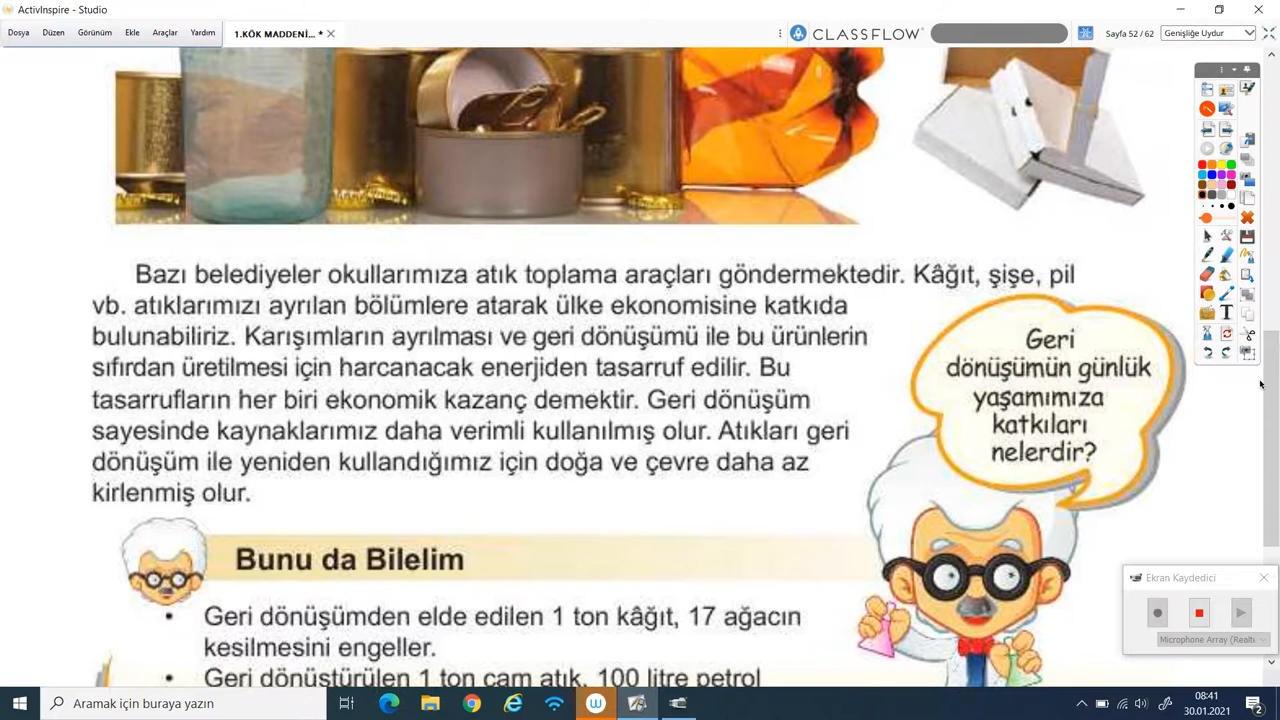 ActivInspire - Studio
Dosya Düzen Görünüm Ekle Araçlar Yardım
1.KÖK MADDENİ... *
CLASSFLOW
Sayfa 52 / 62
Genişliğe Uydur
Bazı belediyeler okullarımıza atık toplama araçları göndermektedir. Kâğıt, şişe, pil
vb. atıklarımızı ayrılan bölümlere atarak ülke ekonomisine katkıda
bulunabiliriz. Karışımların ayrılması ve geri dönüşümü ile bu ürünlerin
sıfırdan üretilmesi için harcanacak enerjiden tasarruf edilir. Bu
tasarrufların her biri ekonomik kazanç demektir. Geri dönüşüm
sayesinde kaynaklarımız daha verimli kullanılmış olur. Atıkları geri
dönüşüm ile yeniden kullandığımız için doğa ve çevre daha az
kirlenmiş olur.
Geri
dönüşümün günlük
yaşamımıza
katkıları
nelerdir?
Bunu da Bilelim
• Geri dönüşümden elde edilen 1 ton kâğıt, 17 ağacın
kesilmesini engeller.
• Geri dönüştürülen 1 ton cam atık, 100 litre petrol
Ekran Kaydedici
Microphone Array (Realte
Aramak için buraya yazın
08:41
30.01.2021
2